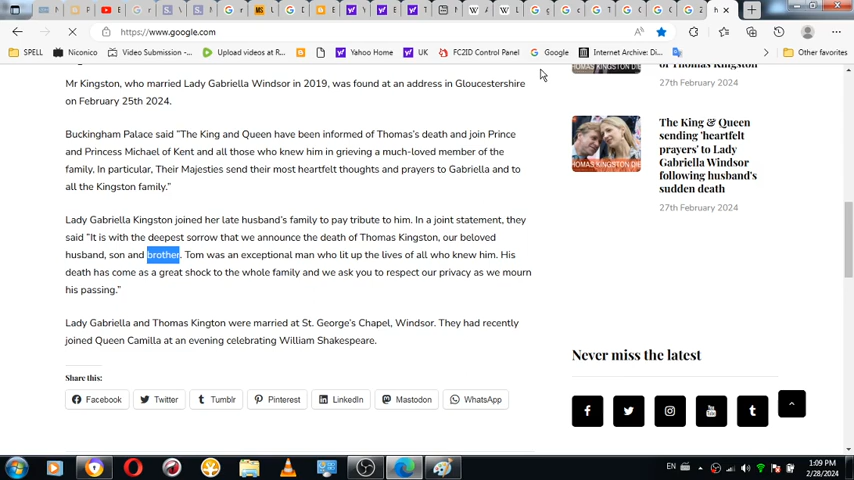 https://www.google.com
SPELL
Niconico
Video Submission -...
Upload videos at R...
Yahoo Home
UK
FC2ID Control Panel
Google
Internet Archive: Di...
Other favorites
Mr Kingston, who married Lady Gabriella Windsor in 2019, was found at an address in Gloucestershire
on February 25th 2024.
Buckingham Palace said "The King and Queen have been informed of Thomas's death and join Prince
and Princess Michael of Kent and all those who knew him in grieving a much-loved member of the
family. In particular, Their Majesties send their most heartfelt thoughts and prayers to Gabriella and to
all the Kingston family."
Lady Gabriella Kingston joined her late husband's family to pay tribute to him. In a joint statement, they
said "It is with the deepest sorrow that we announce the death of Thomas Kingston, our beloved
husband, son and brother. Tom was an exceptional man who lit up the lives of all who knew him. His
death has come as a great shock to the whole family and we ask you to respect our privacy as we mourn
his passing."
Lady Gabriella and Thomas Kington were married at St. George's Chapel, Windsor. They had recently
joined Queen Camilla at an evening celebrating William Shakespeare.
Share this:
Facebook
Twitter
Tumblr
Pinterest
LinkedIn
Mastodon
WhatsApp
of Thomas Kingston
27th February 2024
THOMAS KINGSTON DIE
The King & Queen
sending 'heartfelt
prayers' to Lady
Gabriella Windsor
following husband's
sudden death
27th February 2024
Never miss the latest
EN
1:09 PM
2/28/2024